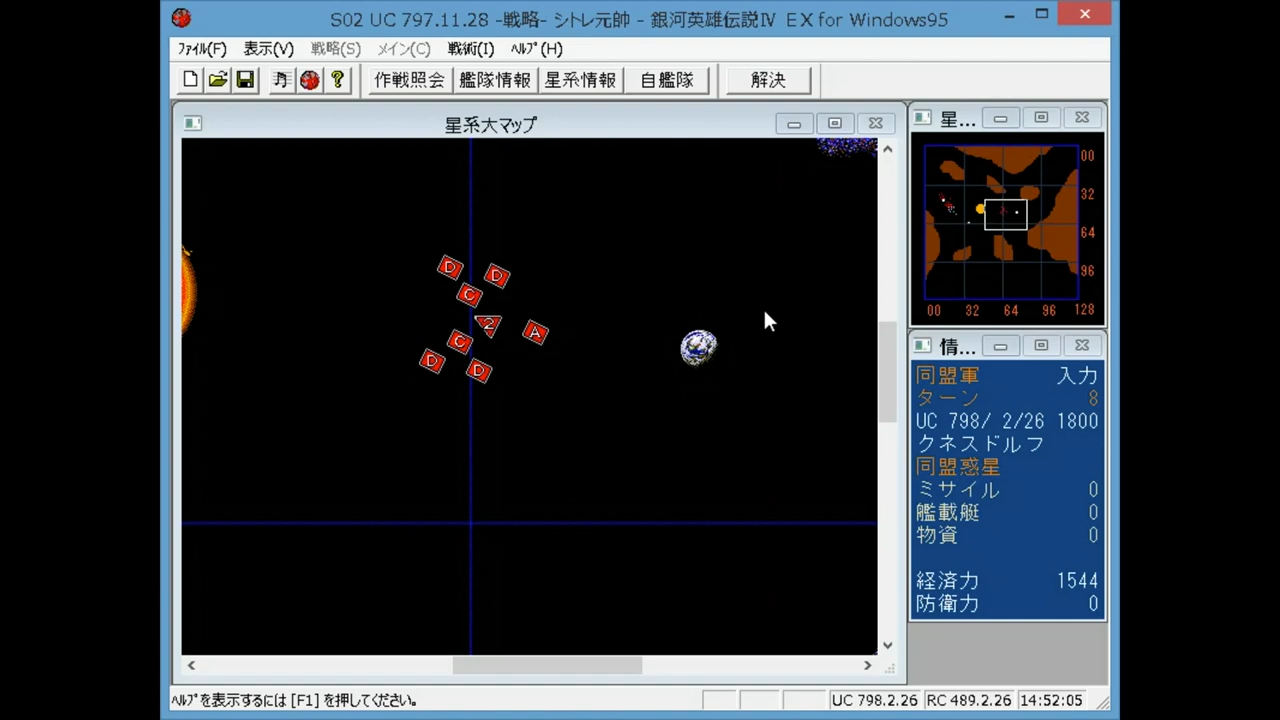 S02 UC 797.11.28 -戦略- シトレ元帥 - 銀河英雄伝説Ⅳ EX for Windows95
ﾌｧｲﾙ(F) 表示(V) 戦略(S) メイン(C) 戦術(I) ﾍﾙﾌﾟ(H)
作戦照会 艦隊情報 星系情報 自艦隊 解決
星系大マップ
D
D
C
2
A
C
D
D
星...
00
32
64
96
00 32 64 96 128
情...
同盟軍 入力
ターン 8
UC 798/ 2/26 1800
クネスドルフ
同盟惑星
ミサイル 0
艦載艇 0
物資 0
経済力 1544
防衛力 0
ﾍﾙﾌﾟを表示するには [F1] を押してください。
UC 798.2.26 RC 489.2.26 14:52:05